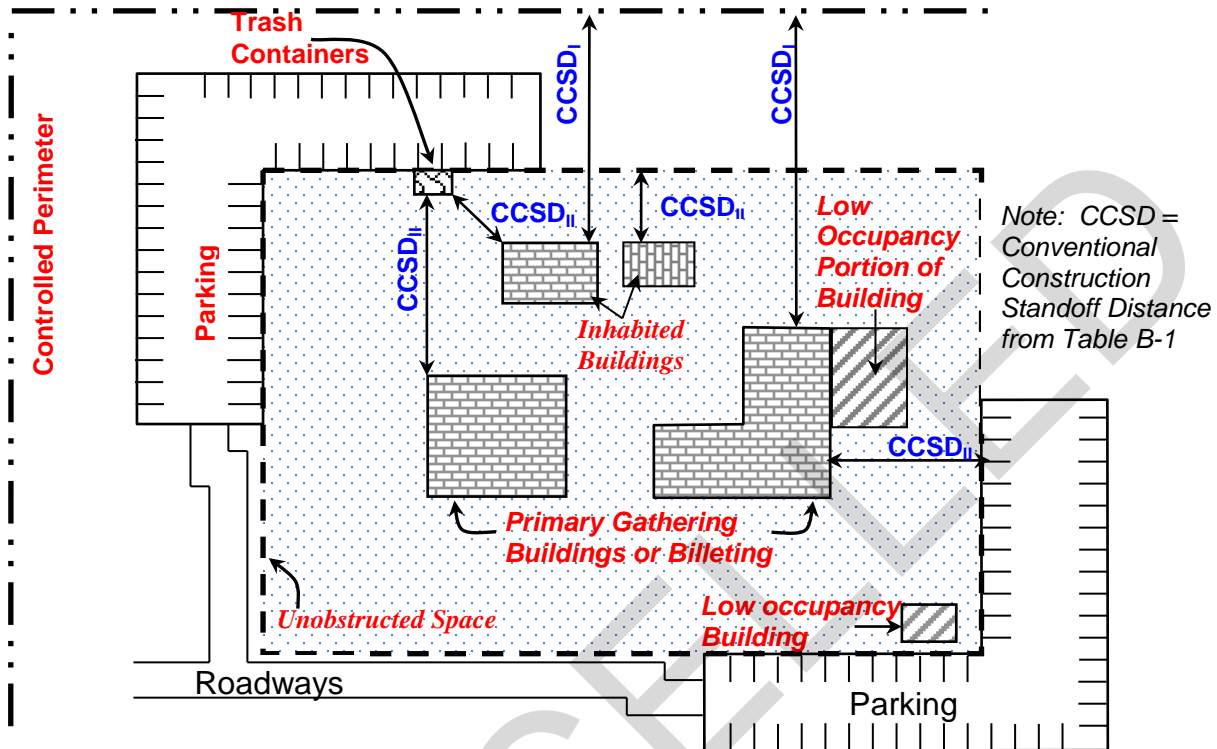 Trash
Containers
CCSDI
CCSDI
Controlled Perimeter
Parking
CCSDII
CCSDII
CCSDII
Low
Occupancy
Portion of
Building
Note: CCSD =
Conventional
Construction
Standoff Distance
from Table B-1
Inhabited
Buildings
CCSDII
Primary Gathering
Buildings or Billeting
Unobstructed Space
Low occupancy
Building
Roadways
Parking
CELLED